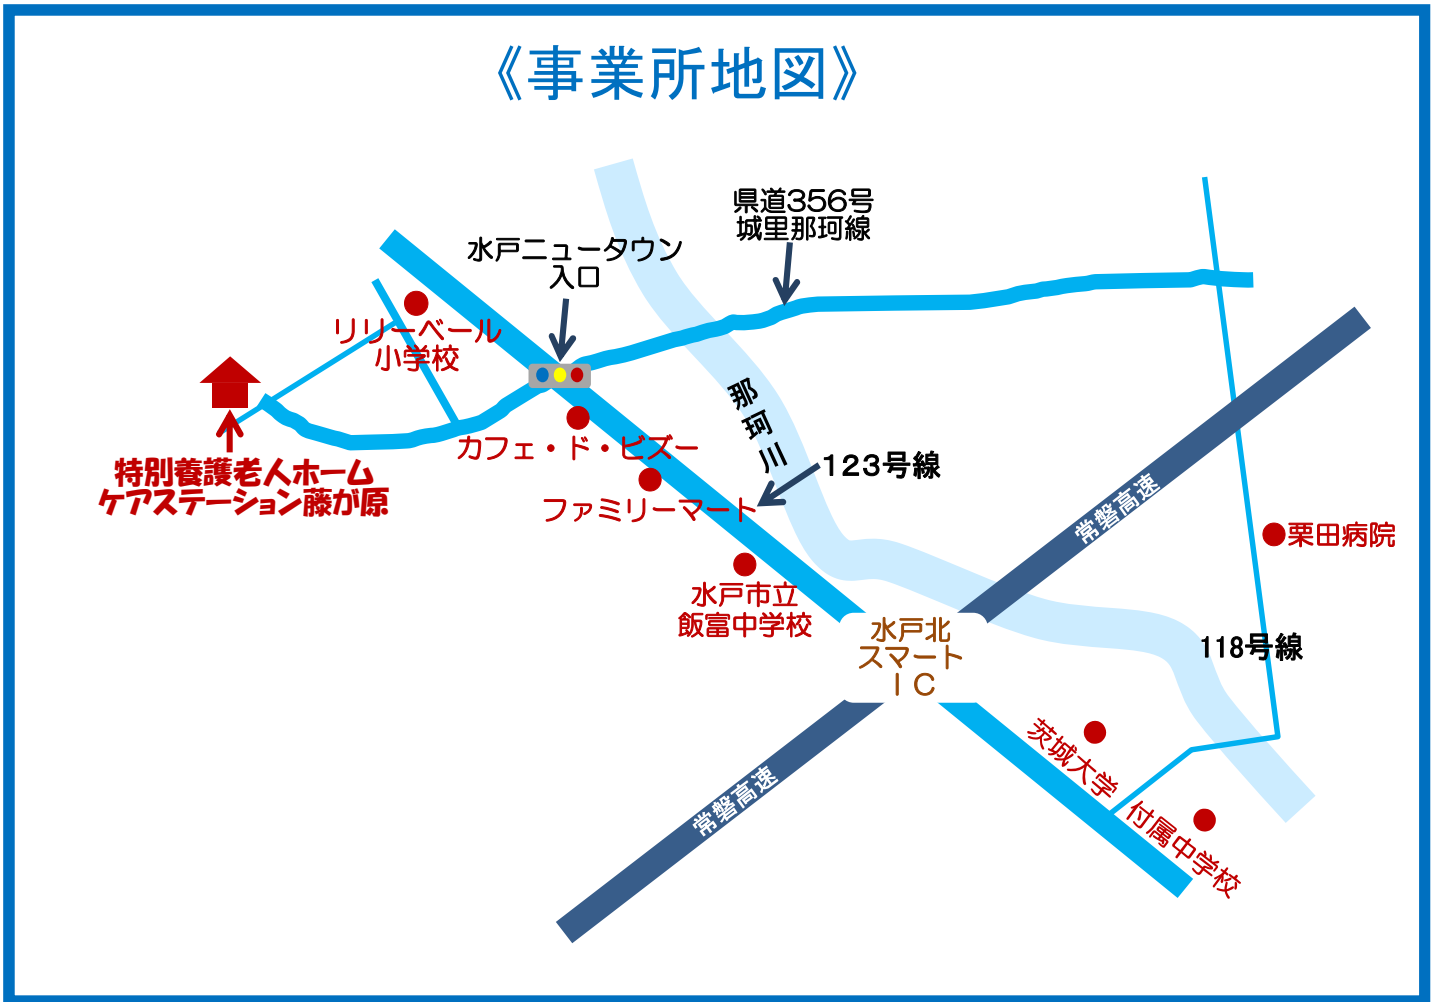 《事業所地図》
県道356号
城里那珂線
水戸ニュータウン
入口
リリーベール
小学校
那珂川
カフェ・ド・ビズー
123号線
特別養護老人ホーム
ケアステーション藤が原
ファミリーマート
常磐高速
栗田病院
水戸市立
飯富中学校
水戸北
スマート
IC
118号線
茨城大学
付属中学校
常磐高速